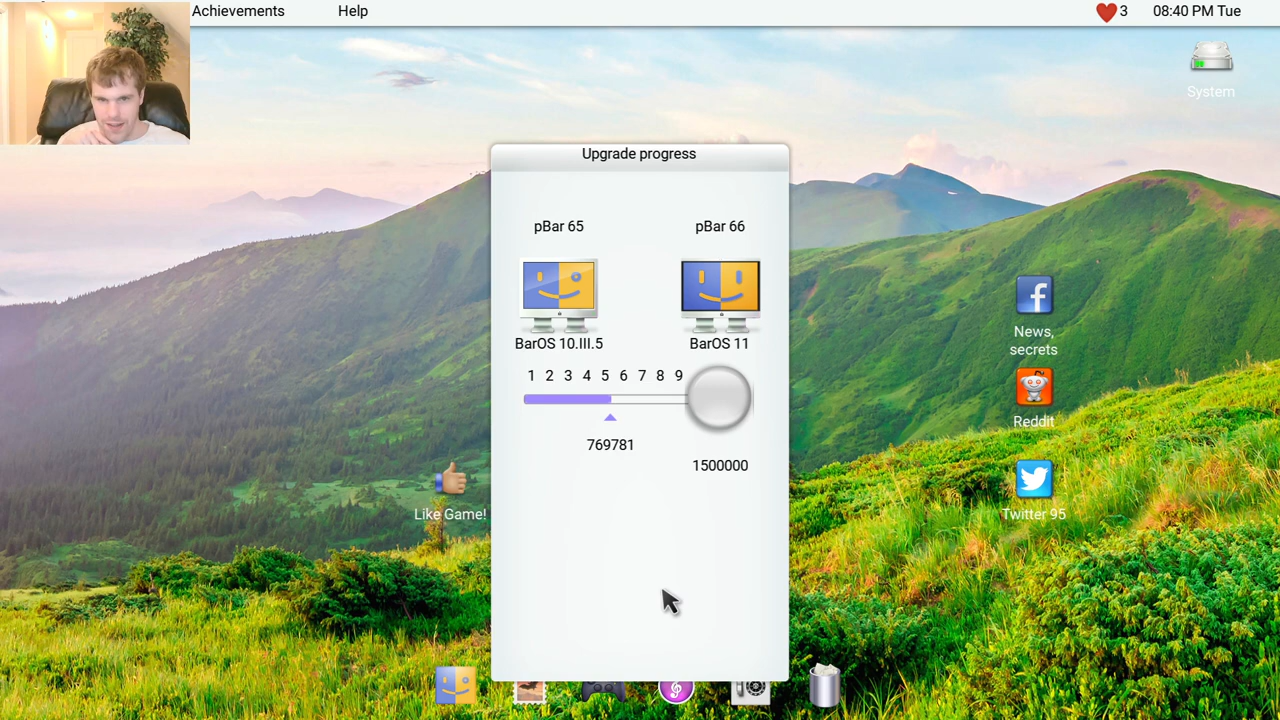 Achievements
Help
3
08:40 PM Tue
System
Upgrade progress
pBar 65
pBar 66
BarOS 10.III.5
BarOS 11
1 2 3 4 5 6 7 8 9
769781
1500000
Like Game!
News,
secrets
Reddit
Twitter 95